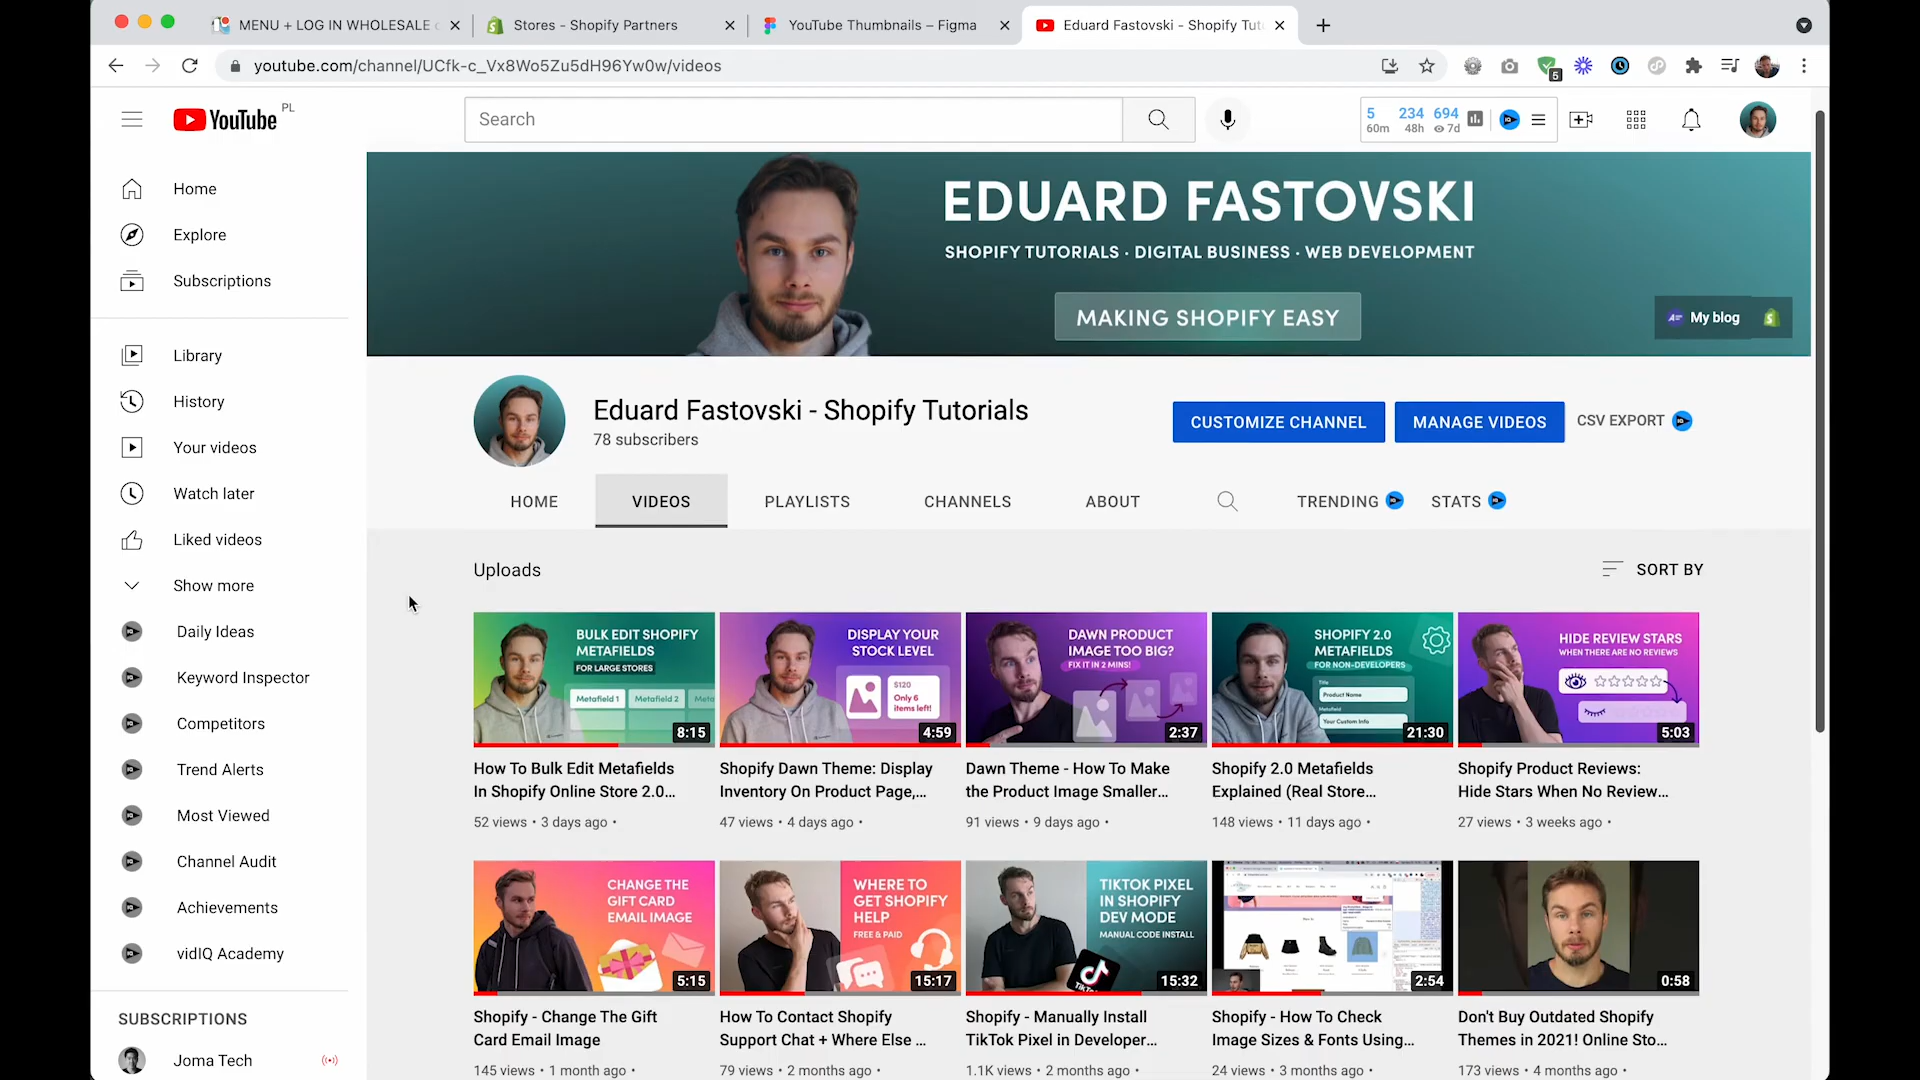 MENU + LOG IN WHOLESALE
Stores - Shopify Partners
YouTube Thumbnails – Figma
Eduard Fastovski - Shopify Tut
youtube.com/channel/UCfk-c_Vx8Wo5Zu5dH96Yw0w/videos
5
YouTube PL
Search
5 234 694
60m 48h 7d
Home
Explore
Subscriptions
Library
History
Your videos
Watch later
Liked videos
Show more
Daily Ideas
Keyword Inspector
Competitors
Trend Alerts
Most Viewed
Channel Audit
Achievements
vidIQ Academy
SUBSCRIPTIONS
Joma Tech
EDUARD FASTOVSKI
SHOPIFY TUTORIALS · DIGITAL BUSINESS · WEB DEVELOPMENT
MAKING SHOPIFY EASY
My blog
Eduard Fastovski - Shopify Tutorials
78 subscribers
CUSTOMIZE CHANNEL
MANAGE VIDEOS
CSV EXPORT
HOME
VIDEOS
PLAYLISTS
CHANNELS
ABOUT
TRENDING
STATS
Uploads
SORT BY
BULK EDIT SHOPIFY
METAFIELDS
FOR LARGE STORES
Metafield 1
Metafield 2
Meta
8:15
How To Bulk Edit Metafields
In Shopify Online Store 2.0...
52 views • 3 days ago •
DISPLAY YOUR
STOCK LEVEL
$120
Only 6
items left!
4:59
Shopify Dawn Theme: Display
Inventory On Product Page,...
47 views • 4 days ago •
DAWN PRODUCT
IMAGE TOO BIG?
FIX IT IN 2 MINS!
2:37
Dawn Theme - How To Make
the Product Image Smaller...
91 views • 9 days ago •
SHOPIFY 2.0
METAFIELDS
FOR NON-DEVELOPERS
Title
Product Name
Metafield
Your Custom Info
21:30
Shopify 2.0 Metafields
Explained (Real Store...
148 views • 11 days ago •
HIDE REVIEW STARS
WHEN THERE ARE NO REVIEWS
5:03
Shopify Product Reviews:
Hide Stars When No Review...
27 views • 3 weeks ago •
CHANGE THE
GIFT CARD
EMAIL IMAGE
5:15
Shopify - Change The Gift
Card Email Image
145 views • 1 month ago •
WHERE TO
GET SHOPIFY
HELP
FREE & PAID
15:17
How To Contact Shopify
Support Chat + Where Else ...
79 views • 2 months ago •
TIKTOK PIXEL
IN SHOPIFY
DEV MODE
MANUAL CODE INSTALL
15:32
Shopify - Manually Install
TikTok Pixel in Developer...
1.1K views • 2 months ago •
2:54
Shopify - How To Check
Image Sizes & Fonts Using...
24 views • 3 months ago •
0:58
Don't Buy Outdated Shopify
Themes in 2021! Online Sto...
173 views • 4 months ago •